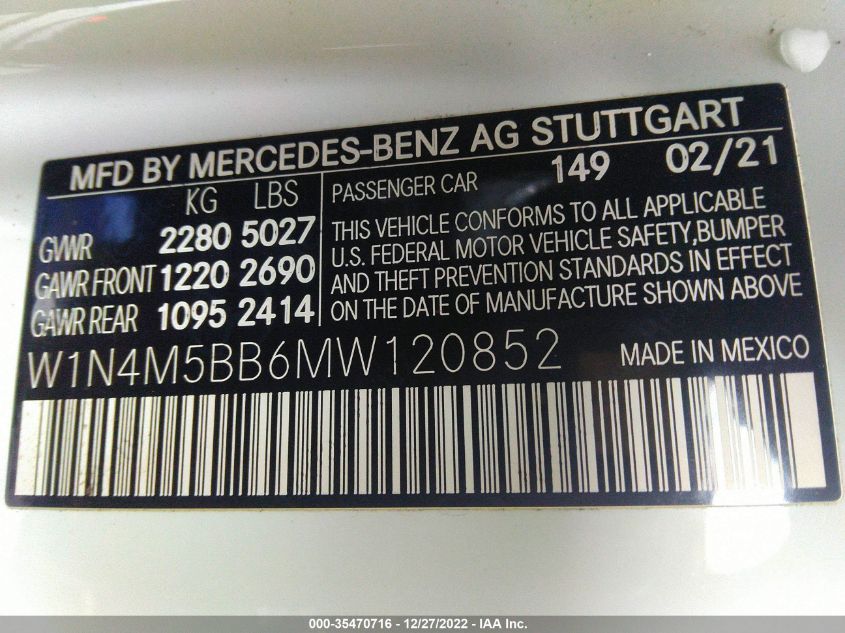 MFD BY MERCEDES-BENZ AG STUTTGART
KG LBS
GVWR 2280 5027
GAWR FRONT 1220 2690
GAWR REAR 1095 2414
PASSENGER CAR 149 02/21
THIS VEHICLE CONFORMS TO ALL APPLICABLE
U.S. FEDERAL MOTOR VEHICLE SAFETY,BUMPER
AND THEFT PREVENTION STANDARDS IN EFFECT
ON THE DATE OF MANUFACTURE SHOWN ABOVE
W1N4M5BB6MW120852 MADE IN MEXICO
000-35470716 - 12/27/2022 - IAA Inc.